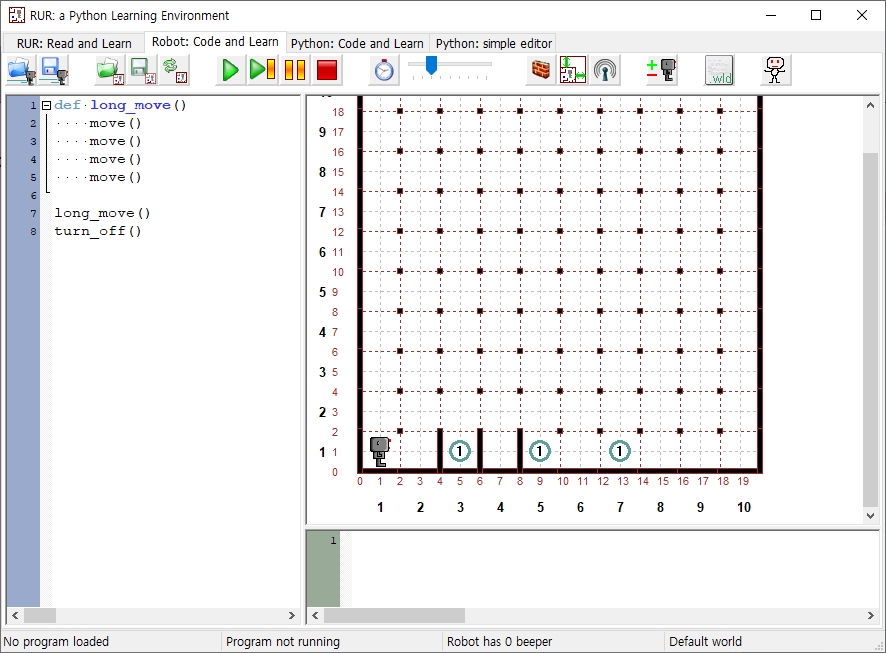 RUR: a Python Learning Environment
RUR: Read and Learn
Robot: Code and Learn
Python: Code and Learn
Python: simple editor
.wld
1 def long_move()
2 move()
3 move()
4 move()
5 move()
6
7 long_move()
8 turn_off()
18
9 17
16
8 15
14
7 13
12
6 11
10
5 9
8
4 7
6
3 5
4
2 3
2
1 1
1 1 1
0
0 1 2 3 4 5 6 7 8 9 10 11 12 13 14 15 16 17 18 19
1 2 3 4 5 6 7 8 9 10
1
No program loaded
Program not running
Robot has 0 beeper
Default world